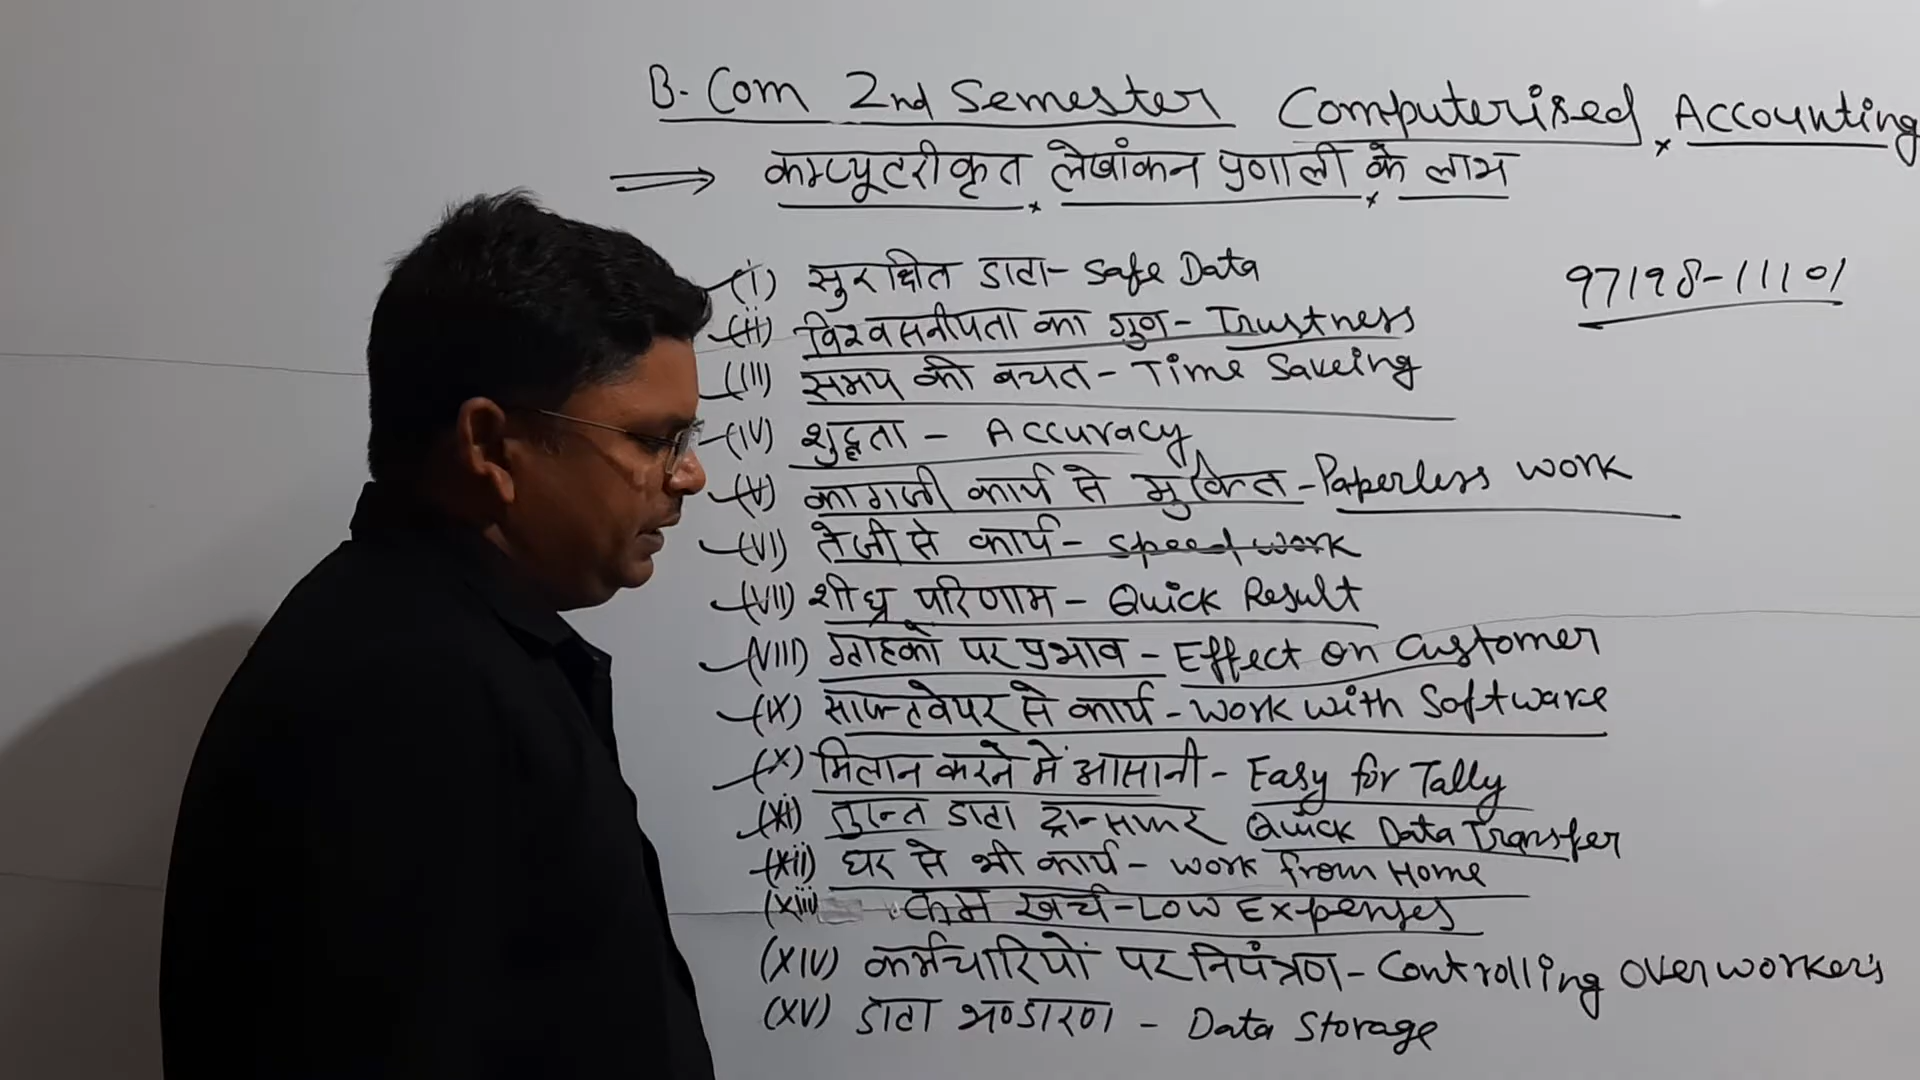 B. Com 2nd Semester Computerised Accounting
कम्प्यूटरीकृत लेखांकन प्रणाली के लाभ
(i) सुरक्षित डाटा - Safe Data
97198-11101
(ii) विश्वसनीयता का गुण - Trustness
(III) समय की बचत - Time Saveing
(IV) शुद्धता - Accuracy
(V) कागजी कार्य से मुक्ति - Paperless work
(VI) तेजी से कार्य - Speed work
(VII) शीघ्र परिणाम - Quick Result
(VIII) ग्राहको पर प्रभाव - Effect on Customer
(IX) साफ्टवेयर से कार्य - work with Software
(X) मिलान करने में आसानी - Easy for Tally
(xi) तुरन्त डाटा ट्रान्सफर Quick Data Transfer
(xii) घर से भी कार्य - work from Home
(xiii) कम खर्च - Low Expenses
(XIV) कर्मचारियों पर नियंत्रण - Controlling over worker's
(XV) डाटा भण्डारण - Data Storage